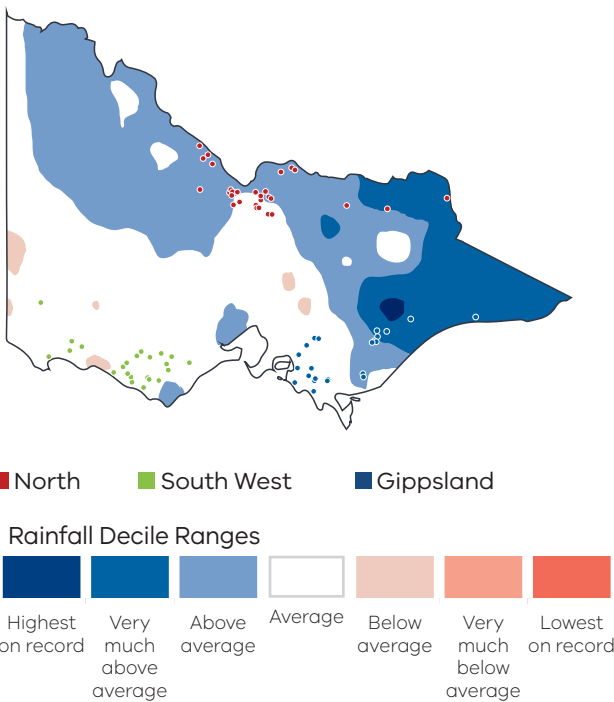 North South West Gippsland
Rainfall Decile Ranges
Highest on record
Very much above average
Above average
Average
Below average
Very much below average
Lowest on record